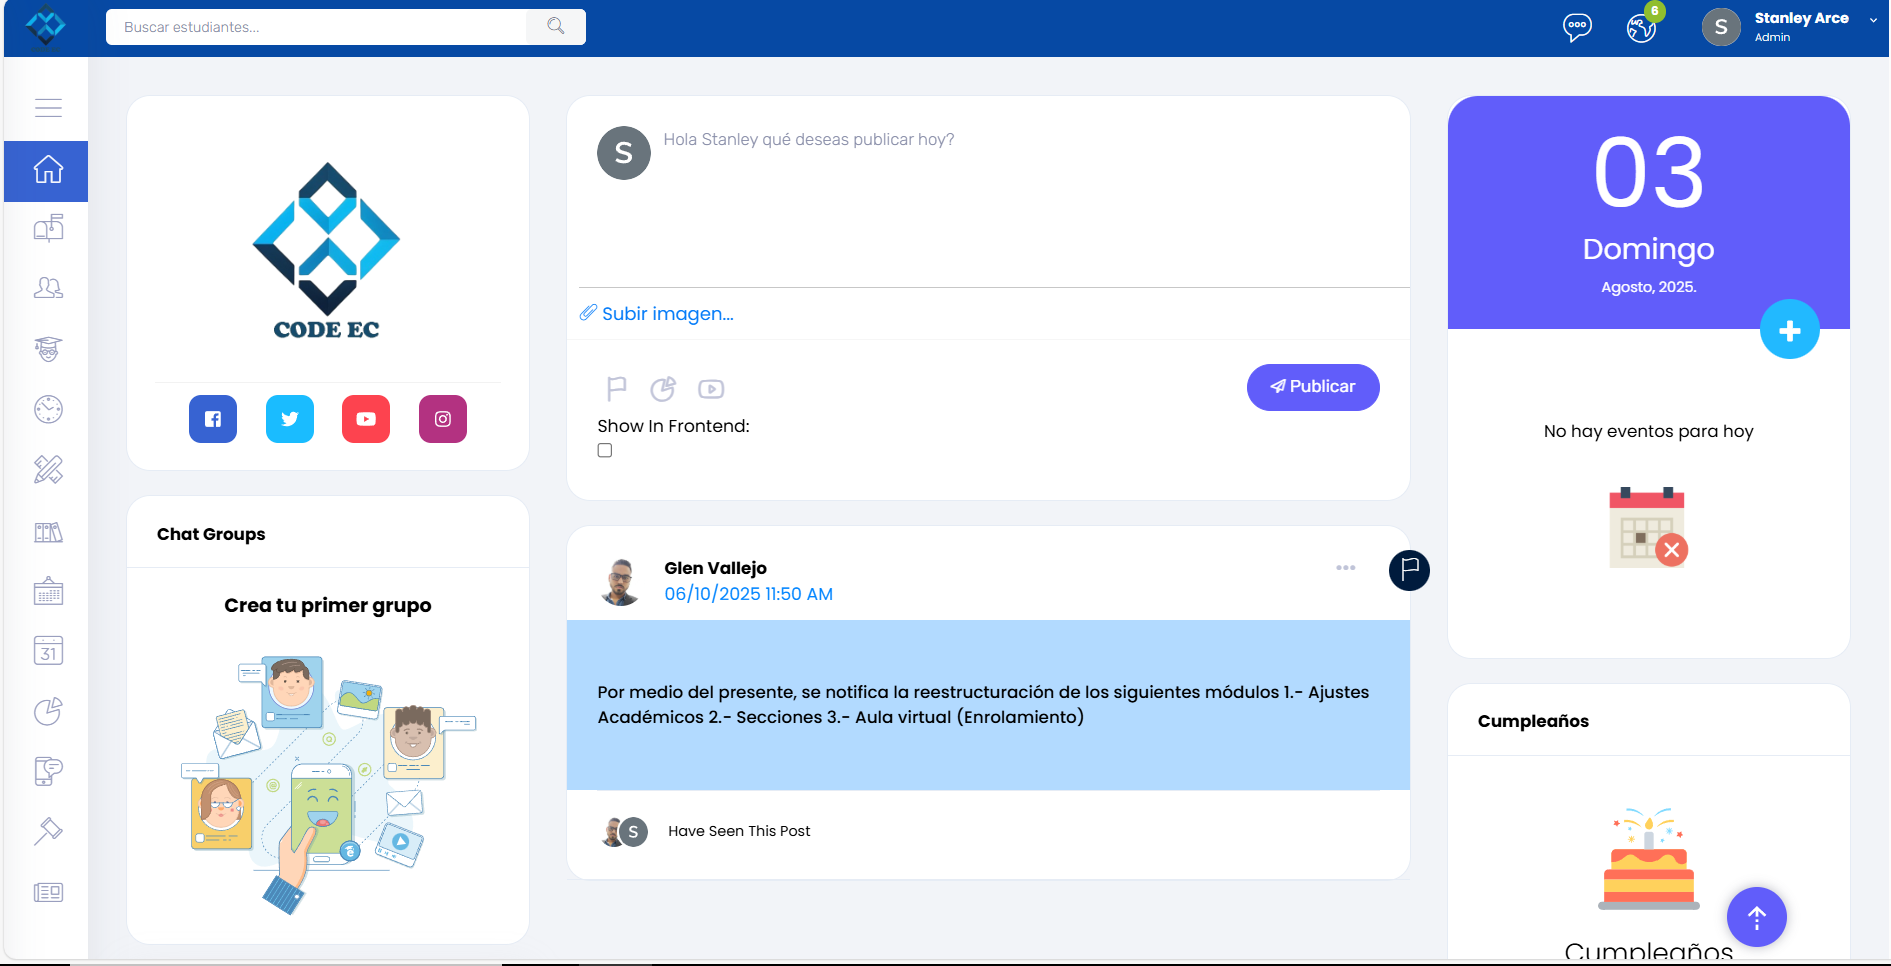 Buscar estudiantes...
6
S
Stanley Arce
Admin
CODE EC
Chat Groups
Crea tu primer grupo
31
S
Hola Stanley qué deseas publicar hoy?
Subir imagen...
Publicar
Show In Frontend:
Glen Vallejo
06/10/2025 11:50 AM
Por medio del presente, se notifica la reestructuración de los siguientes módulos 1.- Ajustes
Académicos 2.- Secciones 3.- Aula virtual (Enrolamiento)
S
Have Seen This Post
03
Domingo
Agosto, 2025.
No hay eventos para hoy
Cumpleaños
Cumpleaños